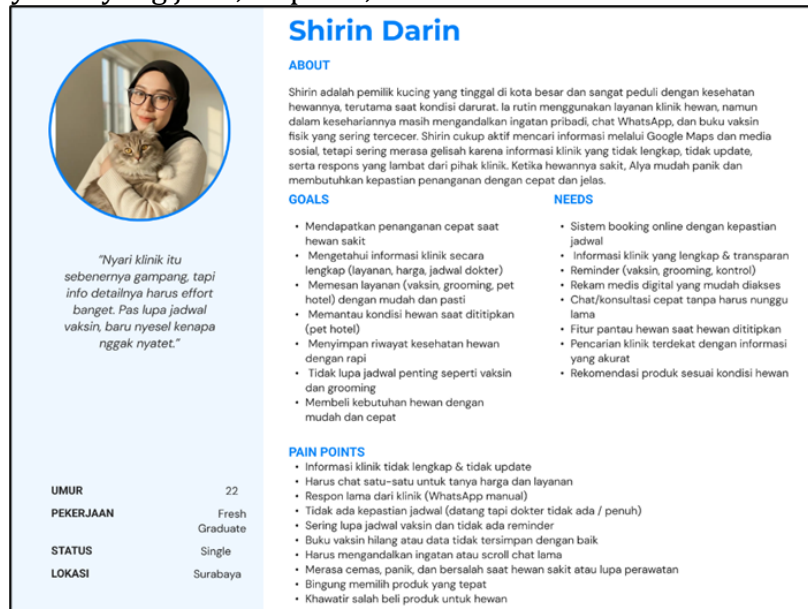 Shirin Darin
ABOUT
Shirin adalah pemilik kucing yang tinggal di kota besar dan sangat peduli dengan kesehatan
hewannya, terutama saat kondisi darurat. Ia rutin menggunakan layanan klinik hewan, namun
dalam kesehariannya masih mengandalkan ingatan pribadi, chat WhatsApp, dan buku vaksin
fisik yang sering tercecer. Shirin cukup aktif mencari informasi melalui Google Maps dan media
sosial, tetapi sering merasa gelisah karena informasi klinik yang tidak lengkap, tidak update,
serta respons yang lambat dari pihak klinik. Ketika hewannya sakit, Alya mudah panik dan
membutuhkan kepastian penanganan dengan cepat dan jelas.
GOALS
• Mendapatkan penanganan cepat saat
hewan sakit
• Mengetahui informasi klinik secara
lengkap (layanan, harga, jadwal dokter)
• Memesan layanan (vaksin, grooming, pet
hotel) dengan mudah dan pasti
• Memantau kondisi hewan saat dititipkan
(pet hotel)
• Menyimpan riwayat kesehatan hewan
dengan rapi
• Tidak lupa jadwal penting seperti vaksin
dan grooming
• Membeli kebutuhan hewan dengan
mudah dan cepat
NEEDS
• Sistem booking online dengan kepastian
jadwal
• Informasi klinik yang lengkap & transparan
• Reminder (vaksin, grooming, kontrol)
• Rekam medis digital yang mudah diakses
• Chat/konsultasi cepat tanpa harus nunggu
lama
• Fitur pantau hewan saat hewan dititipkan
• Pencarian klinik terdekat dengan informasi
yang akurat
• Rekomendasi produk sesuai kondisi hewan
"Nyari klinik itu
sebenernya gampang, tapi
info detailnya harus effort
banget. Pas lupa jadwal
vaksin, baru nyesel kenapa
nggak nyatet."
UMUR 22
PEKERJAAN Fresh
Graduate
STATUS Single
LOKASI Surabaya
PAIN POINTS
• Informasi klinik tidak lengkap & tidak update
• Harus chat satu-satu untuk tanya harga dan layanan
• Respon lama dari klinik (WhatsApp manual)
• Tidak ada kepastian jadwal (datang tapi dokter tidak ada / penuh)
• Sering lupa jadwal vaksin dan tidak ada reminder
• Buku vaksin hilang atau data tidak tersimpan dengan baik
• Harus mengandalkan ingatan atau scroll chat lama
• Merasa cemas, panik, dan bersalah saat hewan sakit atau lupa perawatan
• Bingung memilih produk yang tepat
• Khawatir salah beli produk untuk hewan